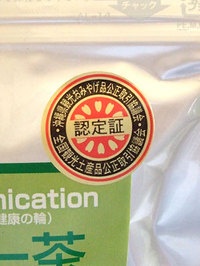 チャック
沖縄県観光おみやげ品公正取引協議会
認定証
全国観光土産品公正取引協議会
nication
健康の輪)
茶